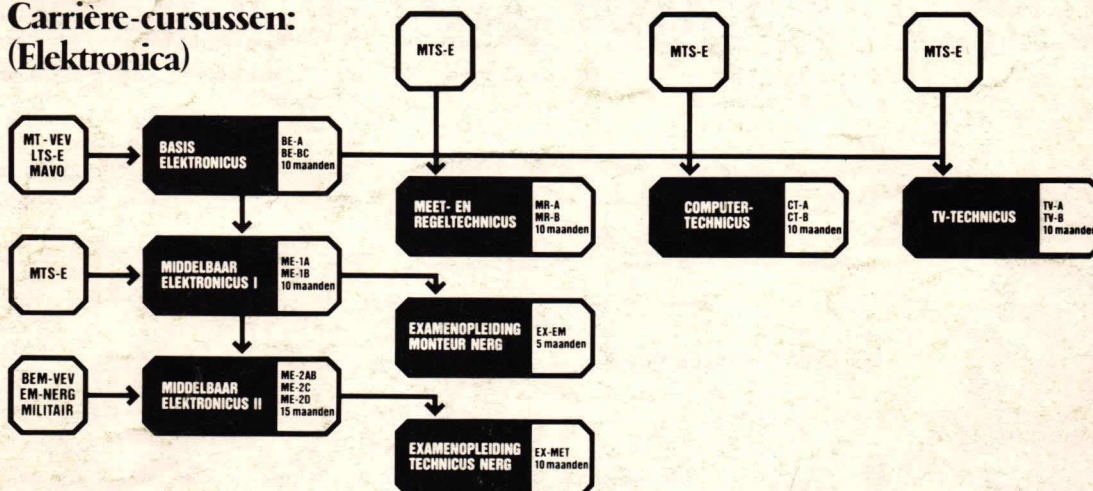 Carrière-cursussen:
(Elektronica)
MTS-E
MTS-E
MTS-E
MT-VEV
LTS-E
MAVO
BASIS
ELEKTRONICUS
BE-A
BE-BC
10 maanden
MEET- EN
REGELTECHNICUS
MR-A
MR-B
10 maanden
COMPUTER-
TECHNICUS
CT-A
CT-B
10 maanden
TV-TECHNICUS
TV-A
TV-B
10 maanden
MTS-E
MIDDELBAAR
ELEKTRONICUS I
ME-1A
ME-1B
10 maanden
EXAMENOPLEIDING
MONTEUR NERG
EX-EM
5 maanden
BEM-VEV
EM-NERG
MILITAIR
MIDDELBAAR
ELEKTRONICUS II
ME-2AB
ME-2C
ME-2D
15 maanden
EXAMENOPLEIDING
TECHNICUS NERG
EX-MET
10 maanden